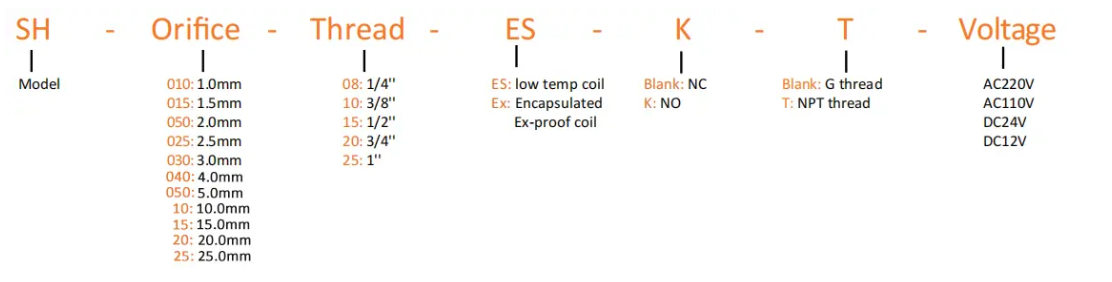 SH - Orifice - Thread - ES - K - T - Voltage
Model
010: 1.0mm
015: 1.5mm
050: 2.0mm
025: 2.5mm
030: 3.0mm
040: 4.0mm
050: 5.0mm
10: 10.0mm
15: 15.0mm
20: 20.0mm
25: 25.0mm
08: 1/4''
10: 3/8''
15: 1/2''
20: 3/4''
25: 1''
ES: low temp coil
Ex: Encapsulated
Ex-proof coil
Blank: NC
K: NO
Blank: G thread
T: NPT thread
AC220V
AC110V
DC24V
DC12V